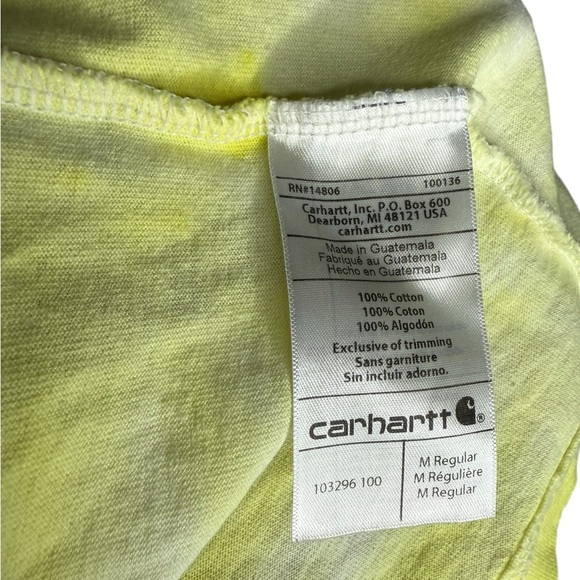 RN#14806 100136
Carhartt, Inc. P.O. Box 600
Dearborn, MI 48121 USA
carhartt.com
Made in Guatemala
Fabriqué au Guatemala
Hecho en Guatemala
100% Cotton
100% Coton
100% Algodón
Exclusive of trimming
Sans garniture
Sin incluir adorno.
carhartt®
103296 100
M Regular
M Régulière
M Regular